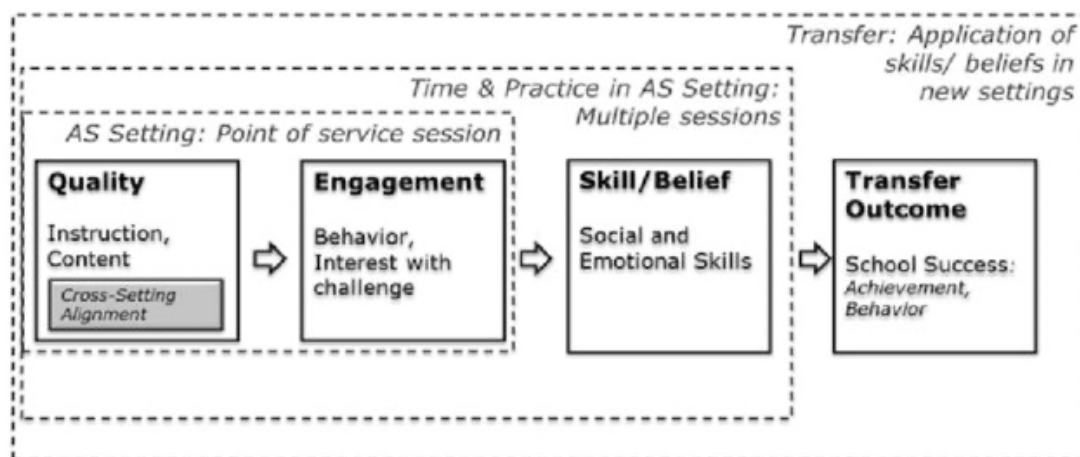 Transfer: Application of
skills/ beliefs in
new settings
Time & Practice in AS Setting:
Multiple sessions
AS Setting: Point of service session
Quality
Instruction,
Content
Cross-Setting
Alignment
Engagement
Behavior,
Interest with
challenge
Skill/Belief
Social and
Emotional Skills
Transfer
Outcome
School Success:
Achievement,
Behavior